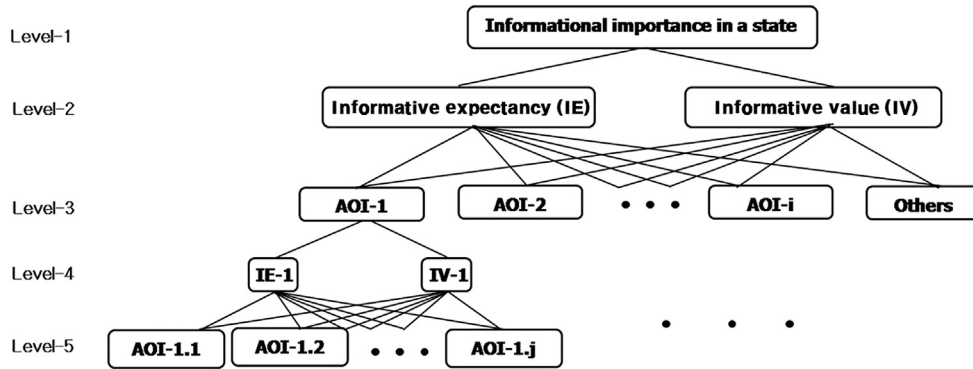 Level-1
Informational importance in a state
Level-2
Informative expectancy (IE)
Informative value (IV)
Level-3
AOI-1
AOI-2
• • •
AOI-i
Others
Level-4
IE-1
IV-1
Level-5
AOI-1.1
AOI-1.2
• • •
AOI-1.j
• • •